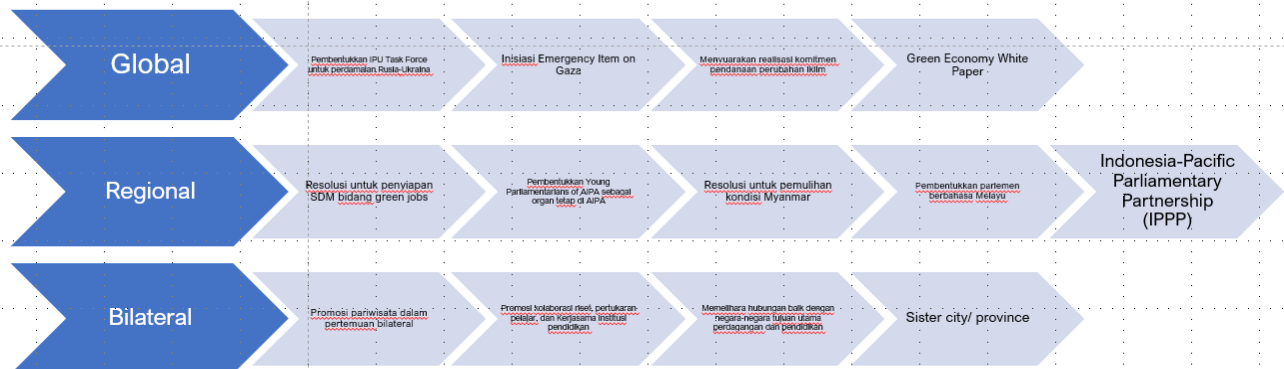 Global
Pembentukkan IPU Task Force
untuk perdamaian Rusia-Ukraina
Inisiasi Emergency Item on
Gaza
Menyuarakan realisasi komitmen
pendanaan perubahan iklim
Green Economy White
Paper
Regional
Resolusi untuk penyiapan
SDM bidang green jobs
Pembentukkan Young
Parliamentarians of AIPA sebagai
organ tetap di AIPA
Resolusi untuk pemulihan
kondisi Myanmar
Pembentukkan parlemen
berbahasa Melayu
Indonesia-Pacific
Parliamentary
Partnership
(IPPP)
Bilateral
Promosi pariwisata dalam
pertemuan bilateral
Promosi kolaborasi riset, pertukaran
pelajar, dan Kerjasama institusi
pendidikan
Memelihara hubungan baik dengan
negara-negara tujuan utama
perdagangan dan pendidikan
Sister city/ province